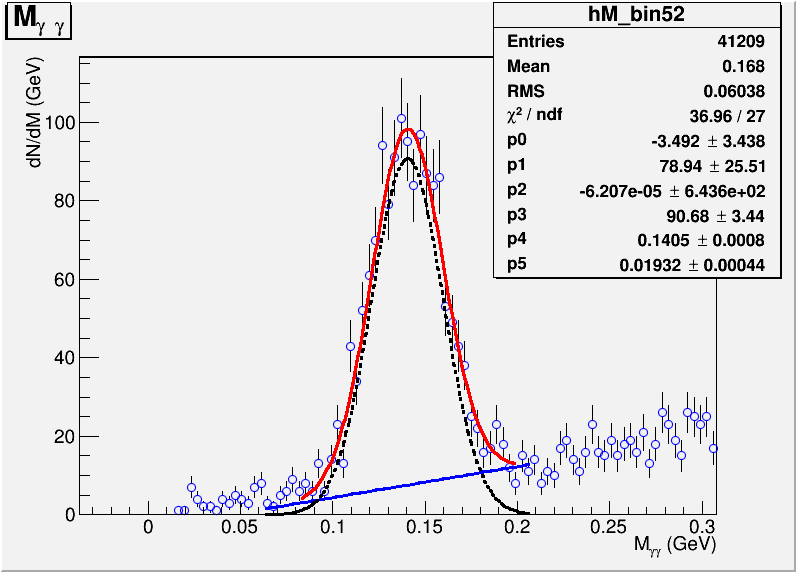 Mγ γ
hM_bin52
Entries 41209
Mean 0.168
RMS 0.06038
χ² / ndf 36.96 / 27
p0 -3.492 ± 3.438
p1 78.94 ± 25.51
p2 -6.207e-05 ± 6.436e+02
p3 90.68 ± 3.44
p4 0.1405 ± 0.0008
p5 0.01932 ± 0.00044
dN/dM (GeV)
100
80
60
40
20
0
0 0.05 0.1 0.15 0.2 0.25 0.3
Mγγ (GeV)